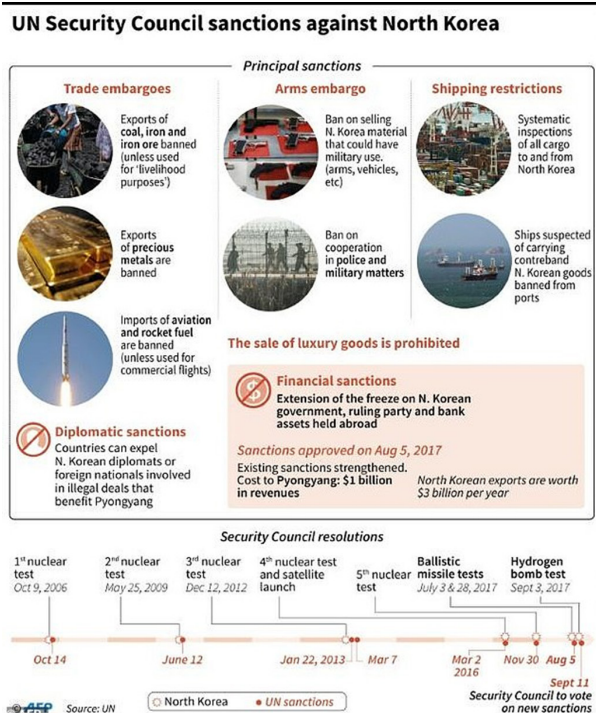 UN Security Council sanctions against North Korea
Principal sanctions
Trade embargoes
Exports of
coal, iron and
iron ore banned
(unless used
for ‘livelihood
purposes’)
Exports
of precious
metals are
banned
Imports of aviation
and rocket fuel
are banned
(unless used for
commercial flights)
Diplomatic sanctions
Countries can expel
N. Korean diplomats or
foreign nationals involved
in illegal deals that
benefit Pyongyang
Arms embargo
Ban on selling
N. Korea material
that could have
military use.
(arms, vehicles,
etc)
Ban on
cooperation
in police and
military matters
Shipping restrictions
Systematic
inspections
of all cargo
to and from
North Korea
Ships suspected
of carrying
contreband
N. Korean goods
banned from
ports
The sale of luxury goods is prohibited
$
Financial sanctions
Extension of the freeze on N. Korean
government, ruling party and bank
assets held abroad
Sanctions approved on Aug 5, 2017
Existing sanctions strengthened.
Cost to Pyongyang: $1 billion
in revenues
North Korean exports are worth
$3 billion per year
Security Council resolutions
1st nuclear
test
Oct 9, 2006
2nd nuclear
test
May 25, 2009
3rd nuclear
test
Dec 12, 2012
4th nuclear test
and satellite
launch
5th nuclear
test
Ballistic
missile tests
July 3 & 28, 2017
Hydrogen
bomb test
Sept 3, 2017
Oct 14
June 12
Jan 22, 2013
Mar 7
Mar 2
2016
Nov 30
Aug 5
Sept 11
Security Council to vote
on new sanctions
North Korea
UN sanctions
AFP
Source: UN